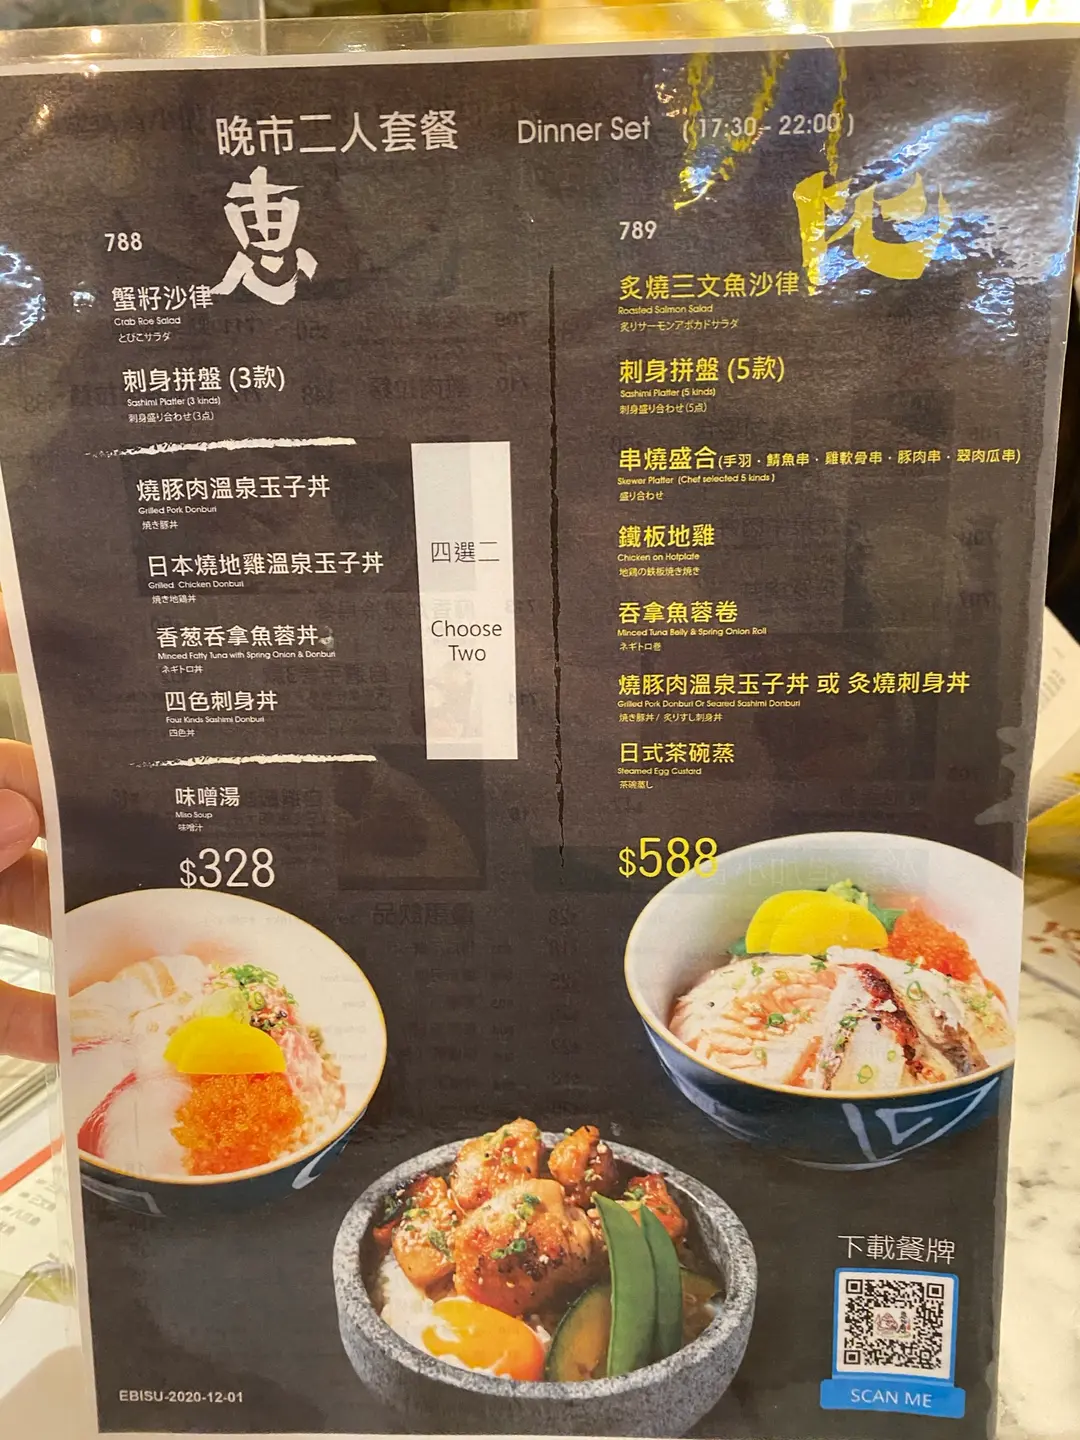 晚市二人套餐 Dinner Set (17:30 - 22:00)
788
恵
蟹籽沙律
Crab Roe Salad
とびこサラダ
刺身拼盤 (3款)
Sashimi Platter (3 kinds)
刺身盛り合わせ(3点)
燒豚肉溫泉玉子丼
Grilled Pork Donburi
焼き豚丼
日本燒地雞溫泉玉子丼
Grilled Chicken Donburi
焼き地鶏丼
香葱吞拿魚蓉丼
Minced Fatty Tuna with Spring Onion & Donburi
ネギトロ丼
四色刺身丼
Four Kinds Sashimi Donburi
四色丼
四選二
Choose
Two
味噌湯
Miso Soup
味噌汁
$328
789
炙燒三文魚沙律
Roasted Salmon Salad
炙りサーモンアボカドサラダ
刺身拼盤 (5款)
Sashimi Platter (5 kinds)
刺身盛り合わせ(5点)
串燒盛合(手羽·鯖魚串·雞軟骨串·豚肉串·翠肉瓜串)
Skewer Platter (Chef selected 5 kinds)
盛り合わせ
鐵板地雞
Chicken on Hotplate
地鶏の鉄板焼き焼き
吞拿魚蓉卷
Minced Tuna Belly & Spring Onion Roll
ネギトロ巻
燒豚肉溫泉玉子丼 或 炙燒刺身丼
Grilled Pork Donburi Or Seared Sashimi Donburi
焼き豚丼 / 炙りすし刺身丼
日式茶碗蒸
Steamed Egg Custard
茶碗蒸し
$588
下載餐牌
SCAN ME
EBISU-2020-12-01